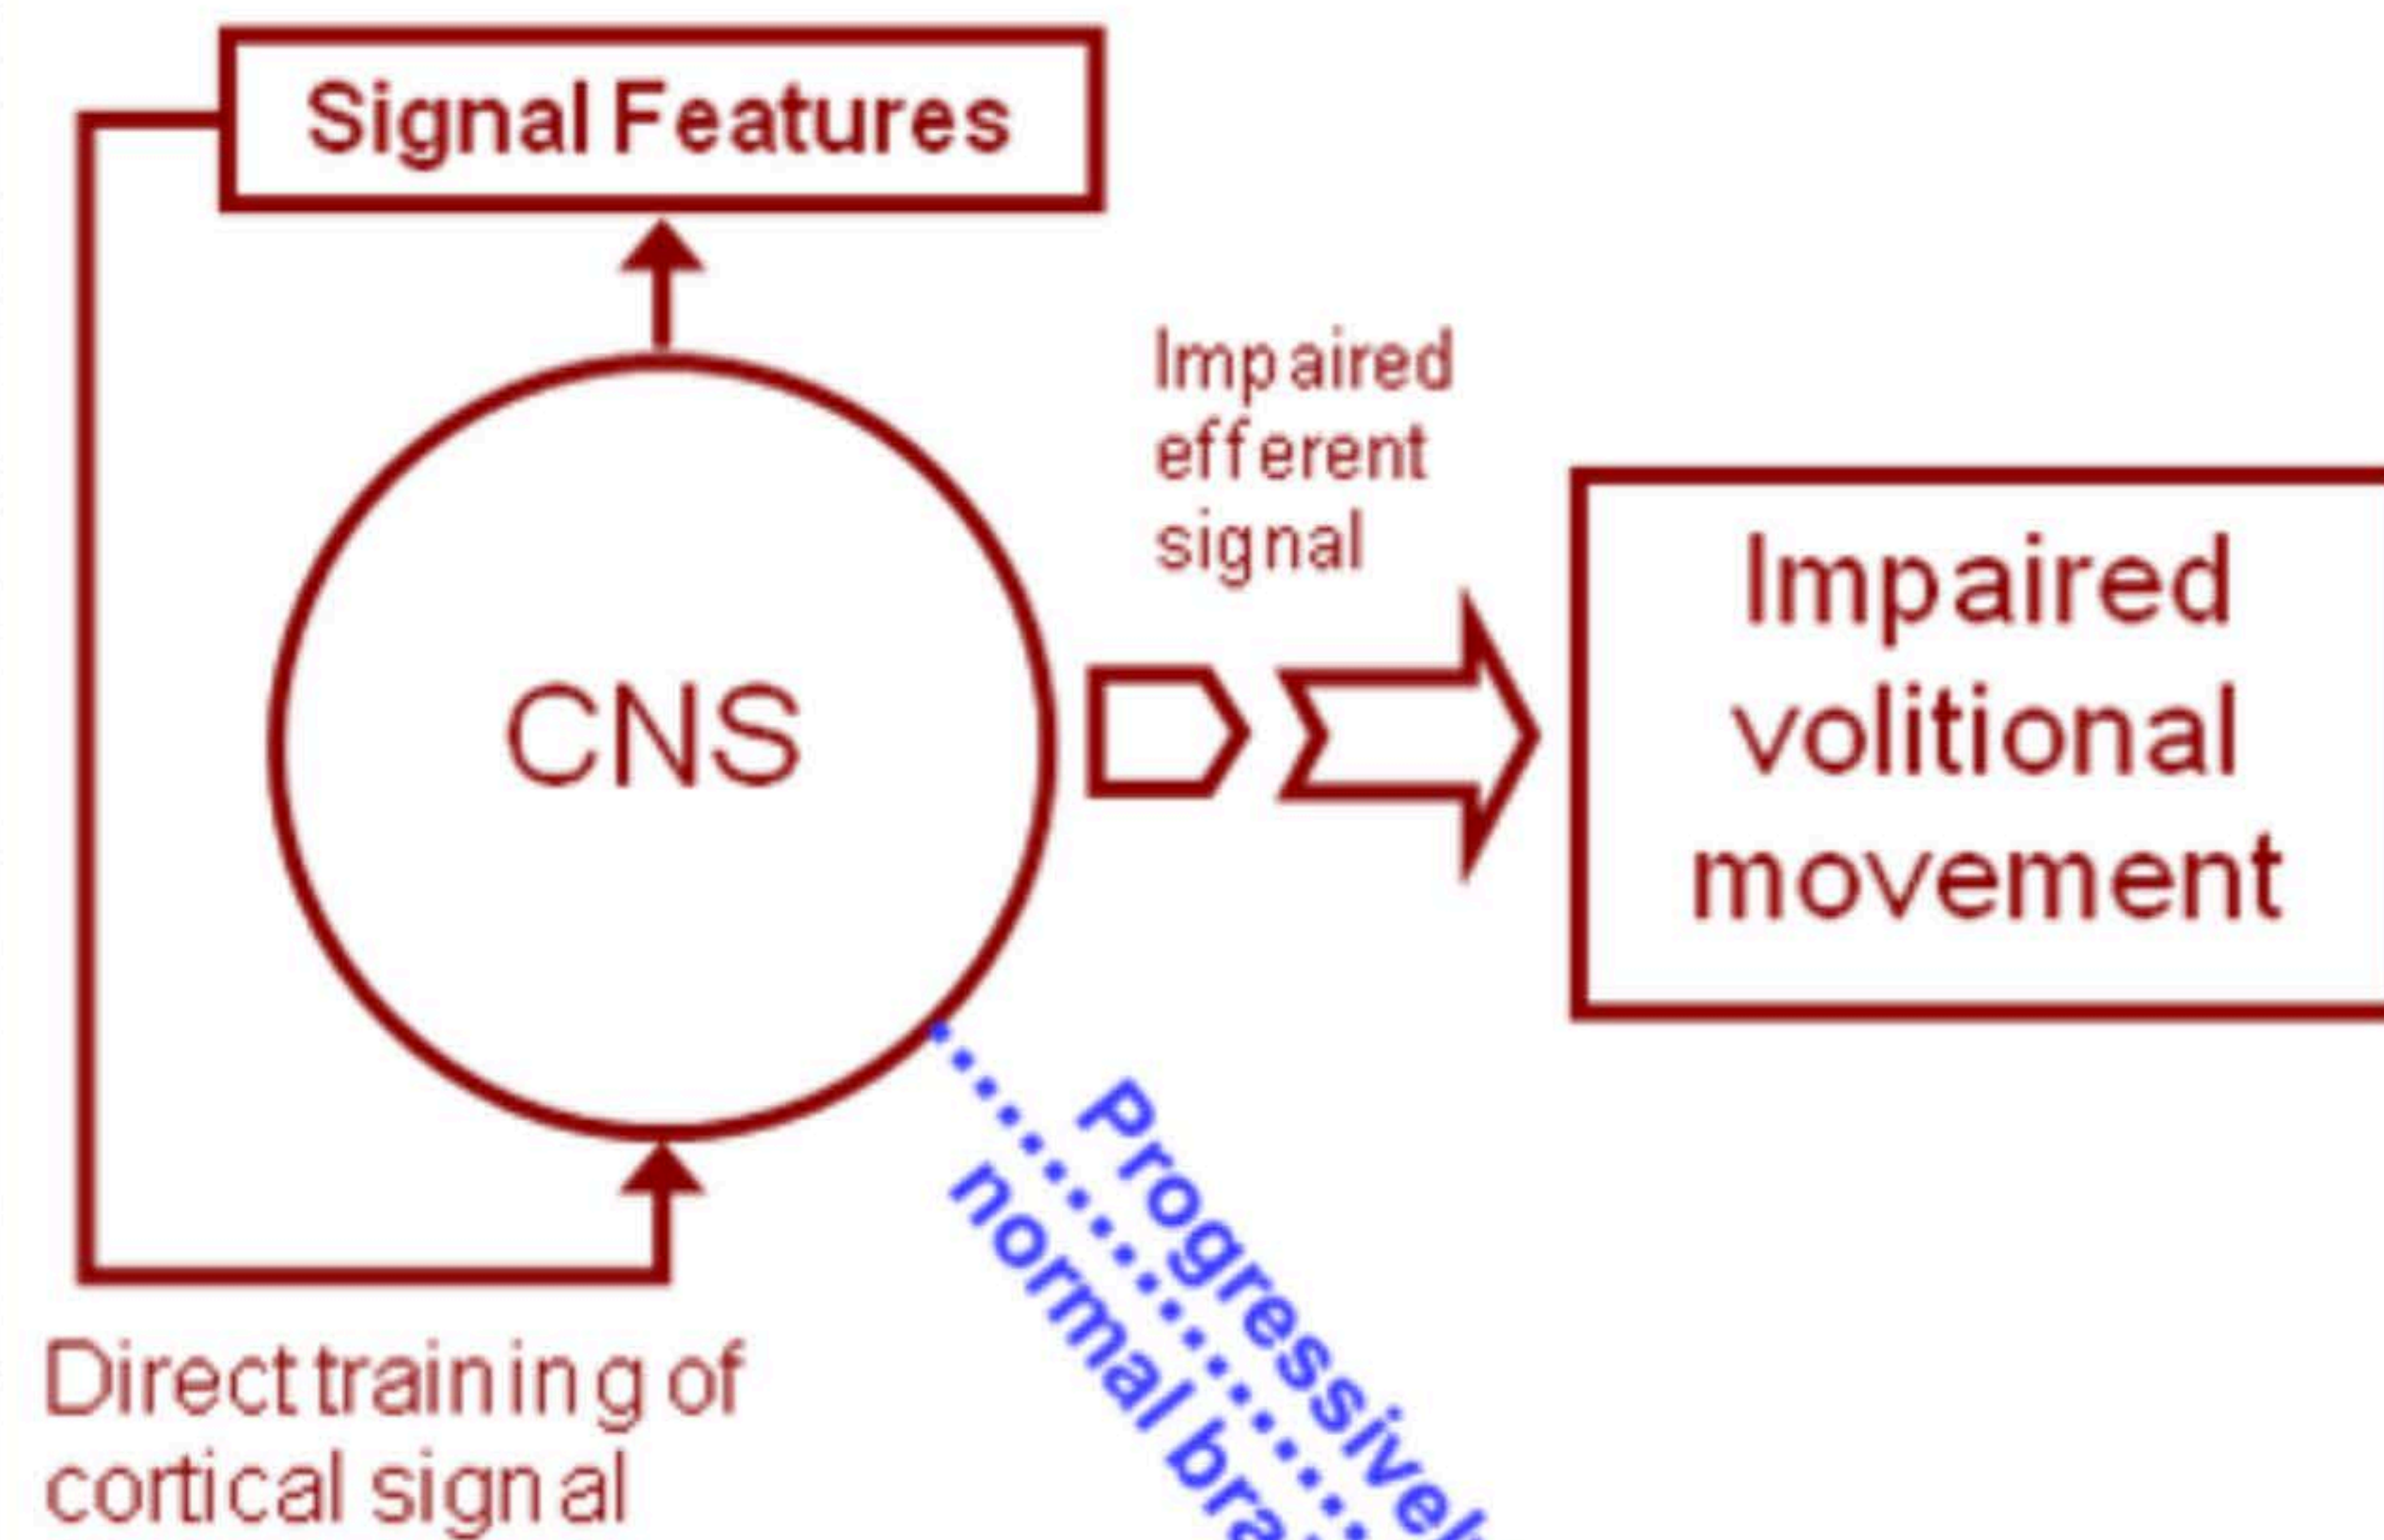 Signal Features
Impaired
efferent
signal
CNS
Impaired
volitional
movement
Progressivel
normal bra
Direct training of
cortical signal